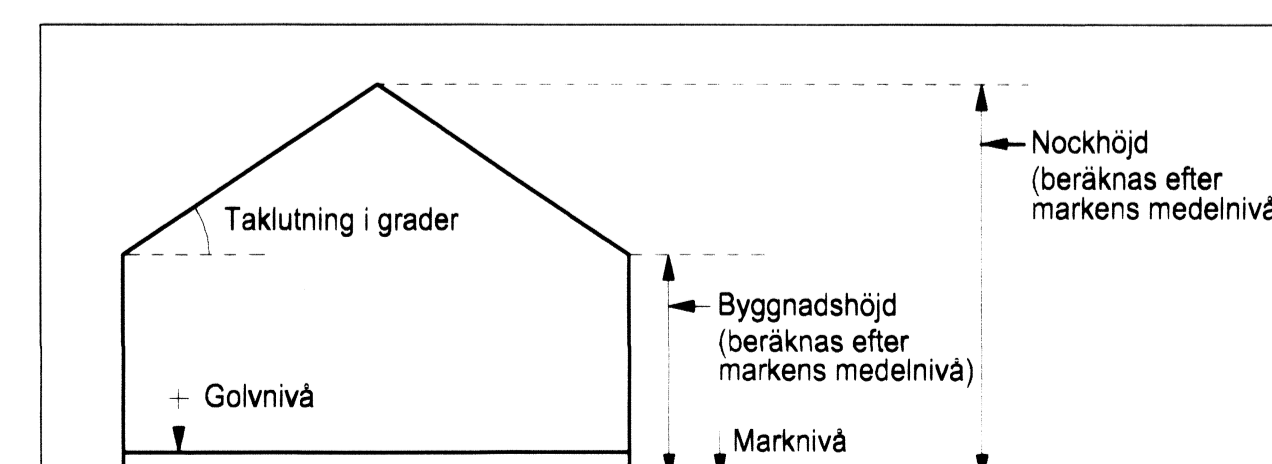 Nockhöjd
(beräknas efter
markens medelnivå
Taklutning i grader
Byggnadshöjd
(beräknas efter
markens medelnivå)
+ Golvnivå
Marknivå